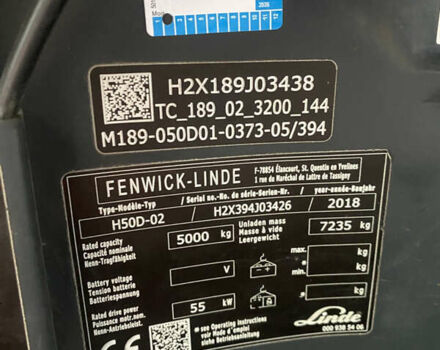 2026
H2X189J03438
TC_189_02_3200_144
M189-050D01-0373-05/394
FENWICK-LINDE
F-78854 Élancourt, St. Quentin en Yvelines
1 rue du Maréchal de Lattre de Tassigny
Type-Modèle-Typ / Serial no.-No. de série-Serien-Nr. / year-année-Baujahr
H50D-02 / H2X394J03426 / 2018
Rated capacity
Capacité nominale
Nenn-Tragfähigkeit
5000 kg
Unladen mass
Masse à vide
Leergewicht
7235 kg
Battery voltage
Tension batterie
Batteriespannung
V
max. kg
min. kg
Rated drive power
Puissance mot. nom.
Nenn-Antriebsleist.
55 kW
kg
see Operating instructions
voir Mode d'emploi
siehe Betriebsanleitung
Linde
000 938 34 06